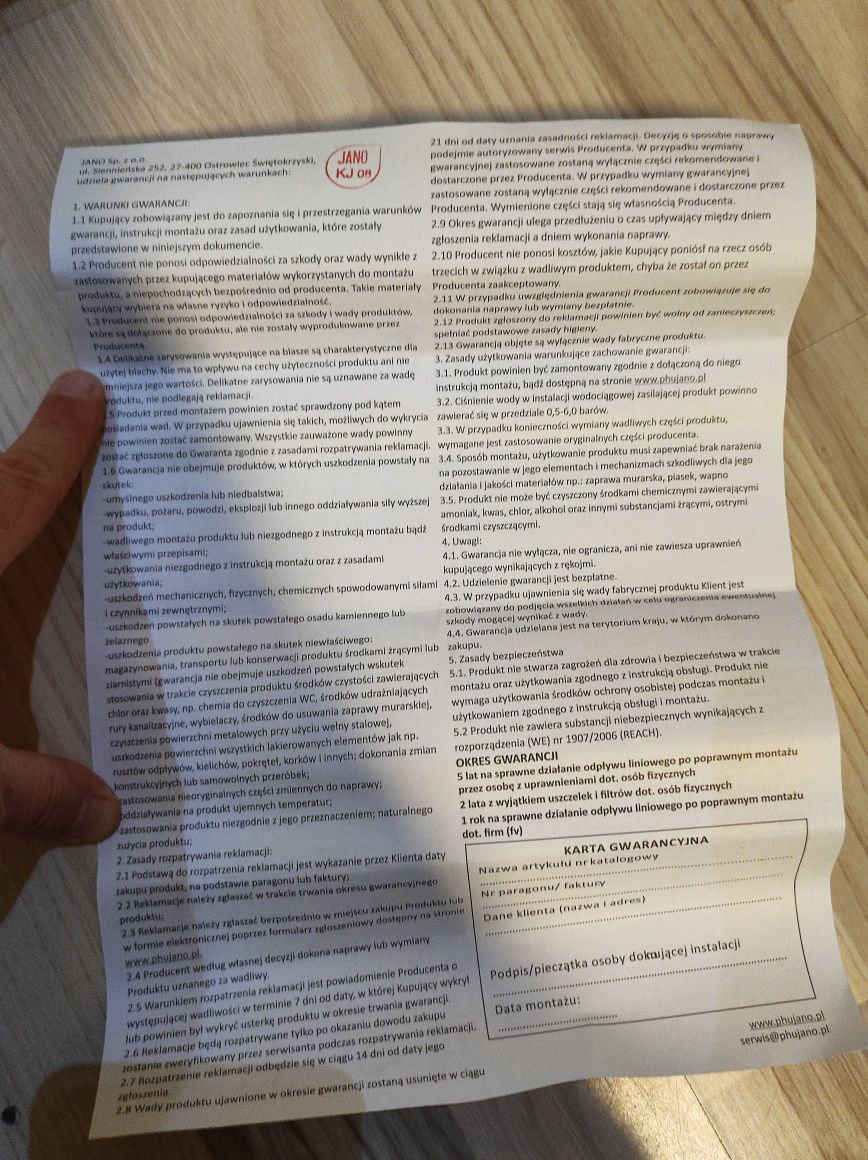 JANO Sp. z o.o.
ul. Siennieńska 252, 27-400 Ostrowiec Świętokrzyski,
udziela gwarancji na następujących warunkach:
JANO
KJ 08
1. WARUNKI GWARANCJI:
1.1 Kupujący zobowiązany jest do zapoznania się i przestrzegania warunków
gwarancji, instrukcji montażu oraz zasad użytkowania, które zostały
przedstawione w niniejszym dokumencie.
1.2 Producent nie ponosi odpowiedzialności za szkody oraz wady wynikłe z
zastosowanych przez kupującego materiałów wykorzystanych do montażu
produktu, a niepochodzących bezpośrednio od producenta. Takie materiały
kupujący wybiera na własne ryzyko i odpowiedzialność.
1.3 Producent nie ponosi odpowiedzialności za szkody i wady produktów,
które są dołączone do produktu, ale nie zostały wyprodukowane przez
Producenta.
1.4 Delikatne zarysowania występujące na blasze są charakterystyczne dla
użytej blachy. Nie ma to wpływu na cechy użyteczności produktu ani nie
zmniejsza jego wartości. Delikatne zarysowania nie są uznawane za wadę
produktu, nie podlegają reklamacji.
1.5 Produkt przed montażem powinien zostać sprawdzony pod kątem
posiadania wad. W przypadku ujawnienia się takich, możliwych do wykrycia
nie powinien zostać zamontowany. Wszystkie zauważone wady powinny
zostać zgłoszone do Gwaranta zgodnie z zasadami rozpatrywania reklamacji.
1.6 Gwarancja nie obejmuje produktów, w których uszkodzenia powstały na
skutek:
-umyślnego uszkodzenia lub niedbalstwa;
-wypadku, pożaru, powodzi, eksplozji lub innego oddziaływania siły wyższej
na produkt;
-wadliwego montażu produktu lub niezgodnego z instrukcją montażu bądź
właściwymi przepisami;
-użytkowania niezgodnego z instrukcją montażu oraz z zasadami
użytkowania;
-uszkodzeń mechanicznych, fizycznych, chemicznych spowodowanymi siłami
i czynnikami zewnętrznymi;
-uszkodzeń powstałych na skutek powstałego osadu kamiennego lub
żelaznego
-uszkodzenia produktu powstałego na skutek niewłaściwego:
magazynowania, transportu lub konserwacji produktu środkami żrącymi lub
ziarnistymi (gwarancja nie obejmuje uszkodzeń powstałych wskutek
stosowania w trakcie czyszczenia produktu środków czystości zawierających
chlor oraz kwasy, np. chemia do czyszczenia WC, środków udrażniających
rury kanalizacyjne, wybielaczy, środków do usuwania zaprawy murarskiej,
czyszczenia powierzchni metalowych przy użyciu wełny stalowej,
uszkodzenia powierzchni wszystkich lakierowanych elementów jak np.
rusztów odpływów, kielichów, pokręteł, korków i innych; dokonania zmian
konstrukcyjnych lub samowolnych przeróbek;
zastosowania nieoryginalnych części zmiennych do naprawy;
oddziaływania na produkt ujemnych temperatur;
zastosowania produktu niezgodnie z jego przeznaczeniem; naturalnego
zużycia produktu;
2. Zasady rozpatrywania reklamacji:
2.1 Podstawą do rozpatrzenia reklamacji jest wykazanie przez Klienta daty
zakupu produkt, na podstawie paragonu lub faktury;
2.2 Reklamacje należy zgłaszać w trakcie trwania okresu gwarancyjnego
produktu;
2.3 Reklamacje należy zgłaszać bezpośrednio w miejscu zakupu Produktu lub
w formie elektronicznej poprzez formularz zgłoszeniowy dostępny na stronie
www.phujano.pl.
2.4 Producent według własnej decyzji dokona naprawy lub wymiany
Produktu uznanego za wadliwy.
2.5 Warunkiem rozpatrzenia reklamacji jest powiadomienie Producenta o
występującej wadliwości w terminie 7 dni od daty, w której Kupujący wykrył
lub powinien był wykryć usterkę produktu w okresie trwania gwarancji.
2.6 Reklamacje będą rozpatrywane tylko po okazaniu dowodu zakupu
zostanie zweryfikowany przez serwisanta podczas rozpatrywania reklamacji.
2.7 Rozpatrzenie reklamacji odbędzie się w ciągu 14 dni od daty jego
zgłoszenia.
2.8 Wady produktu ujawnione w okresie gwarancji zostaną usunięte w ciągu
21 dni od daty uznania zasadności reklamacji. Decyzję o sposobie naprawy
podejmie autoryzowany serwis Producenta. W przypadku wymiany
gwarancyjnej zastosowane zostaną wyłącznie części rekomendowane i
dostarczone przez Producenta. W przypadku wymiany gwarancyjnej
zastosowane zostaną wyłącznie części rekomendowane i dostarczone przez
Producenta. Wymienione części stają się własnością Producenta.
2.9 Okres gwarancji ulega przedłużeniu o czas upływający między dniem
zgłoszenia reklamacji a dniem wykonania naprawy.
2.10 Producent nie ponosi kosztów, jakie Kupujący poniósł na rzecz osób
trzecich w związku z wadliwym produktem, chyba że został on przez
Producenta zaakceptowany.
2.11 W przypadku uwzględnienia gwarancji Producent zobowiązuje się do
dokonania naprawy lub wymiany bezpłatnie.
2.12 Produkt zgłoszony do reklamacji powinien być wolny od zanieczyszczeń;
spełniać podstawowe zasady higieny.
2.13 Gwarancją objęte są wyłącznie wady fabryczne produktu.
3. Zasady użytkowania warunkujące zachowanie gwarancji:
3.1. Produkt powinien być zamontowany zgodnie z dołączoną do niego
instrukcją montażu, bądź dostępną na stronie www.phujano.pl
3.2. Ciśnienie wody w instalacji wodociągowej zasilającej produkt powinno
zawierać się w przedziale 0,5-6,0 barów.
3.3. W przypadku konieczności wymiany wadliwych części produktu,
wymagane jest zastosowanie oryginalnych części producenta.
3.4. Sposób montażu, użytkowanie produktu musi zapewniać brak narażenia
na pozostawanie w jego elementach i mechanizmach szkodliwych dla jego
działania i jakości materiałów np.: zaprawa murarska, piasek, wapno
3.5. Produkt nie może być czyszczony środkami chemicznymi zawierającymi
amoniak, kwas, chlor, alkohol oraz innymi substancjami żrącymi, ostrymi
środkami czyszczącymi.
4. Uwagi:
4.1. Gwarancja nie wyłącza, nie ogranicza, ani nie zawiesza uprawnień
kupującego wynikających z rękojmi.
4.2. Udzielenie gwarancji jest bezpłatne.
4.3. W przypadku ujawnienia się wady fabrycznej produktu Klient jest
zobowiązany do podjęcia wszelkich działań w celu ograniczenia ewentualnej
szkody mogącej wynikać z wady.
4.4. Gwarancja udzielana jest na terytorium kraju, w którym dokonano
zakupu.
5. Zasady bezpieczeństwa
5.1. Produkt nie stwarza zagrożeń dla zdrowia i bezpieczeństwa w trakcie
montażu oraz użytkowania zgodnego z instrukcją obsługi. Produkt nie
wymaga użytkowania środków ochrony osobistej podczas montażu i
użytkowaniem zgodnego z instrukcją obsługi i montażu.
5.2 Produkt nie zawiera substancji niebezpiecznych wynikających z
rozporządzenia (WE) nr 1907/2006 (REACH).
OKRES GWARANCJI
5 lat na sprawne działanie odpływu liniowego po poprawnym montażu
przez osobę z uprawnieniami dot. osób fizycznych
2 lata z wyjątkiem uszczelek i filtrów dot. osób fizycznych
1 rok na sprawne działanie odpływu liniowego po poprawnym montażu
dot. firm (fv)
KARTA GWARANCYJNA
Nazwa artykułu nr katalogowy
Nr paragonu/ faktury
Dane klienta (nazwa i adres)
Podpis/pieczątka osoby dokonującej instalacji
Data montażu:
www.phujano.pl
serwis@phujano.pl